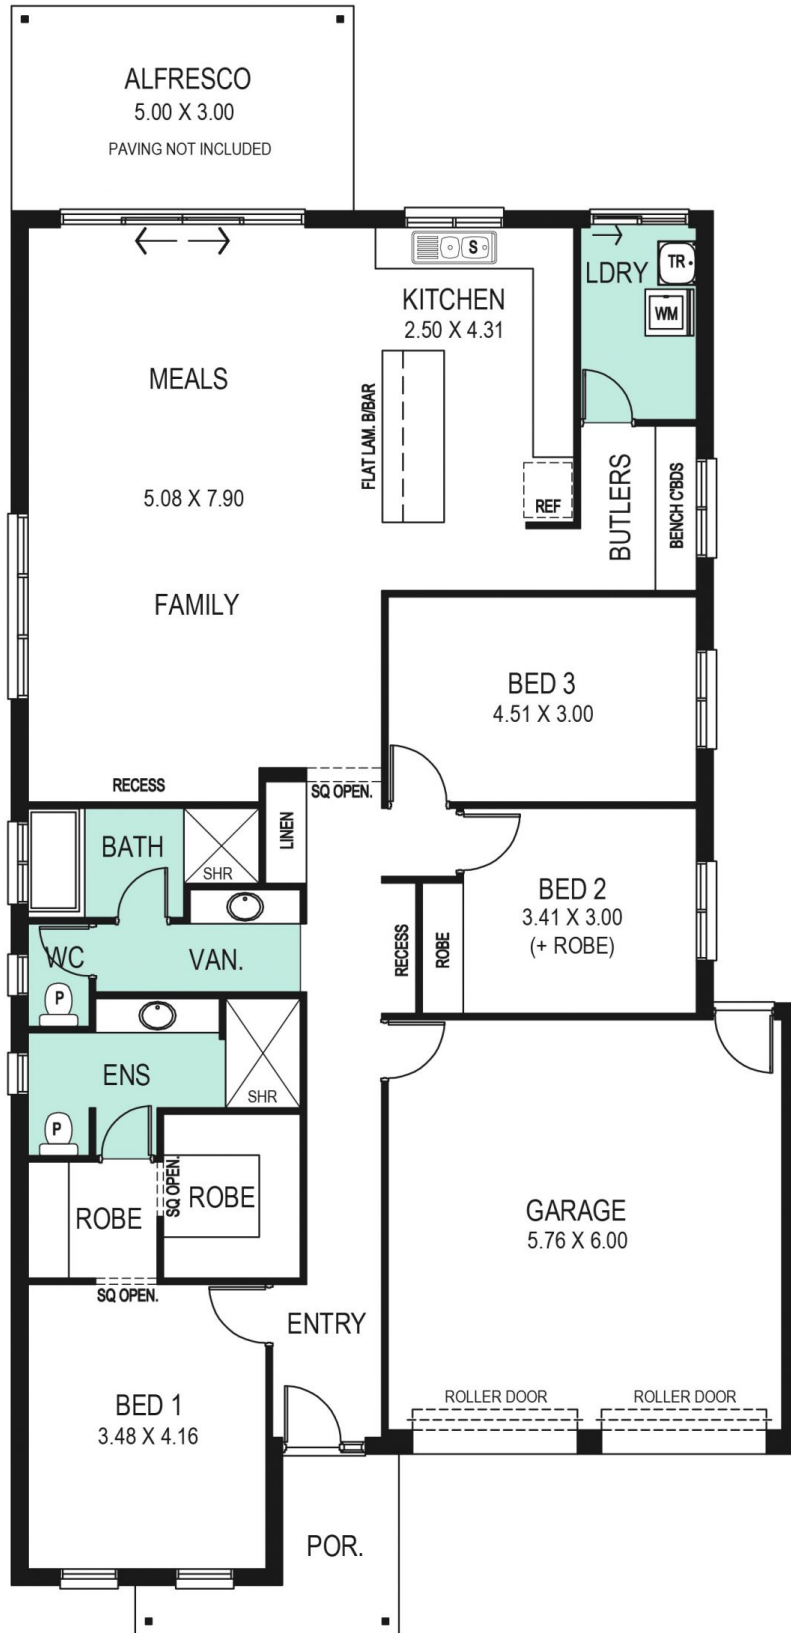 ALFRESCO
5.00 X 3.00
PAVING NOT INCLUDED
S
LDRY
TR
WM
KITCHEN
2.50 X 4.31
MEALS
FLAT LAM. B/BAR
5.08 X 7.90
REF
BUTLERS
BENCH C'BDS
FAMILY
BED 3
4.51 X 3.00
RECESS
SQ OPEN.
LINEN
BATH
SHR
BED 2
3.41 X 3.00
(+ ROBE)
ROBE
RECESS
WC
VAN.
P
ENS
SHR
P
SQ OPEN.
ROBE
ROBE
SQ OPEN.
GARAGE
5.76 X 6.00
ENTRY
ROLLER DOOR
ROLLER DOOR
BED 1
3.48 X 4.16
POR.